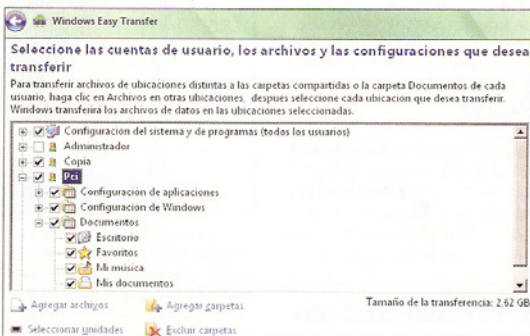 Windows Easy Transfer
Seleccione las cuentas de usuario, los archivos y las configuraciones que desea
transferir
Para transferir archivos de ubicaciones distintas a las carpetas compartidas o la carpeta Documentos de cada
usuario, haga clic en Archivos en otras ubicaciones, después seleccione cada ubicacion que desea transferir.
Windows transferira los archivos de datos en las ubicaciones seleccionadas.
Configuracion del sistema y de programas (todos los usuarios)
Administrador
Copia
Pci
Configuración de aplicaciones
Configuracion de Windows
Documentos
Escritorio
Favoritos
Mi música
Mis documentos
Agregar archivos
Agregar carpetas
Tamaño de la transferencia: 2,62 GB
Seleccionar unidades
Excluir carpetas